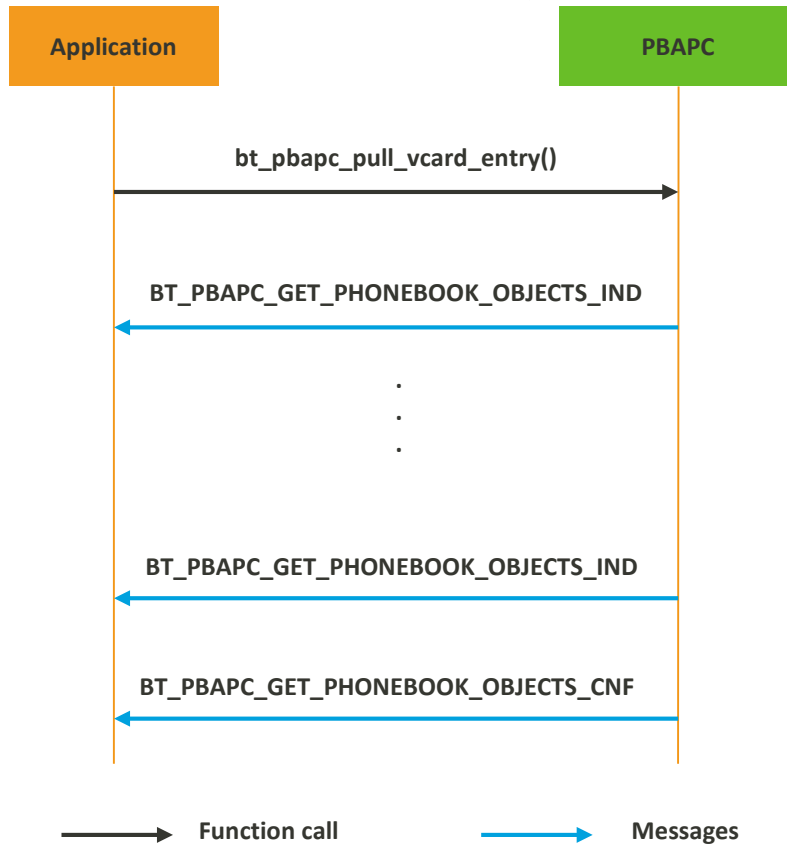 Application
PBAPC
bt_pbapc_pull_vcard_entry()
BT_PBAPC_GET_PHONEBOOK_OBJECTS_IND
.
.
.
BT_PBAPC_GET_PHONEBOOK_OBJECTS_IND
BT_PBAPC_GET_PHONEBOOK_OBJECTS_CNF
Function call
Messages